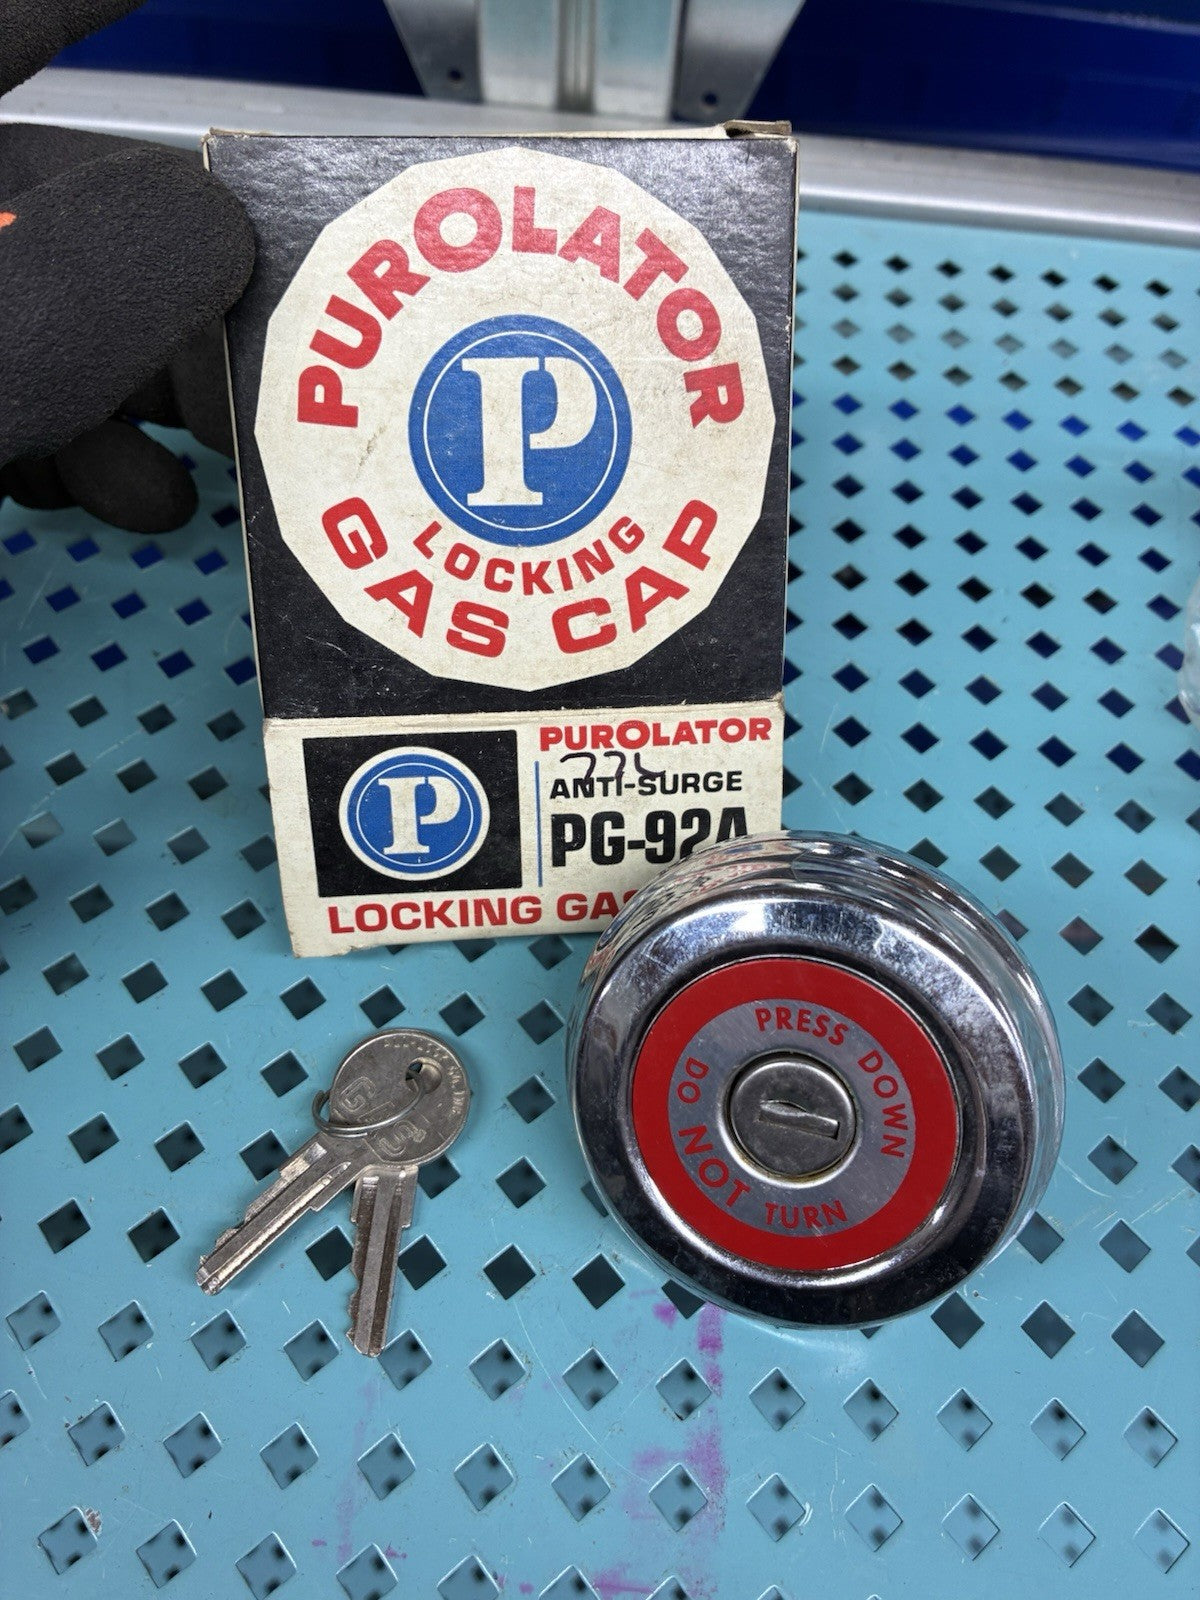 PUROLATOR
P
LOCKING
GAS CAP
P
PUROLATOR
ANTI-SURGE
PG-92A
LOCKING GAS
PRESS DOWN
DO NOT TURN